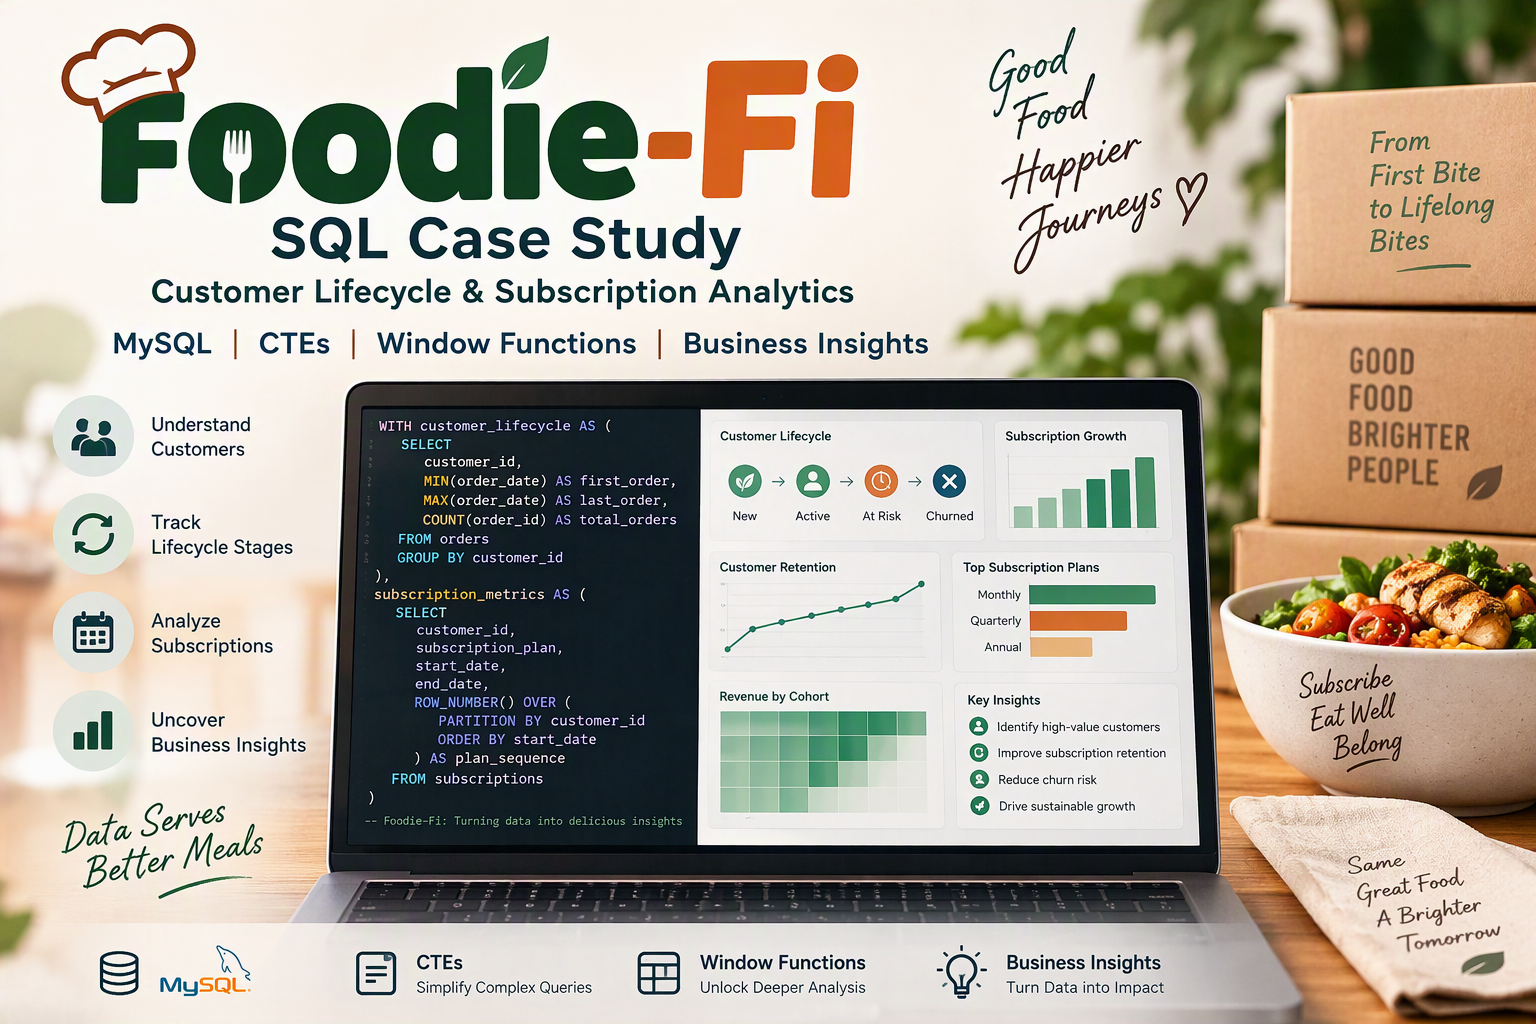 Foodie-Fi
SQL Case Study
Customer Lifecycle & Subscription Analytics
MySQL | CTEs | Window Functions | Business Insights
Good
Food
Happier
Journeys
From
First Bite
to Lifelong
Bites
GOOD
FOOD
BRIGHTER
PEOPLE
Understand
Customers
Track
Lifecycle Stages
Analyze
Subscriptions
Uncover
Business Insights
Data Serves
Better Meals
WITH customer_lifecycle AS (
SELECT
customer_id,
MIN(order_date) AS first_order,
MAX(order_date) AS last_order,
COUNT(order_id) AS total_orders
FROM orders
GROUP BY customer_id
),
subscription_metrics AS (
SELECT
customer_id,
subscription_plan,
start_date,
end_date,
ROW_NUMBER() OVER (
PARTITION BY customer_id
ORDER BY start_date
) AS plan_sequence
FROM subscriptions
)
-- Foodie-Fi: Turning data into delicious insights
Customer Lifecycle
New
Active
At Risk
Churned
Subscription Growth
Customer Retention
Top Subscription Plans
Monthly
Quarterly
Annual
Revenue by Cohort
Key Insights
Identify high-value customers
Improve subscription retention
Reduce churn risk
Drive sustainable growth
Subscribe
Eat Well
Belong
Same
Great Food
A Brighter
Tomorrow
MySQL
CTEs
Simplify Complex Queries
Window Functions
Unlock Deeper Analysis
Business Insights
Turn Data into Impact